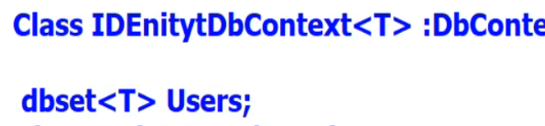 Class IDEnitytDbContext<T> :DbConte
dbset<T> Users;